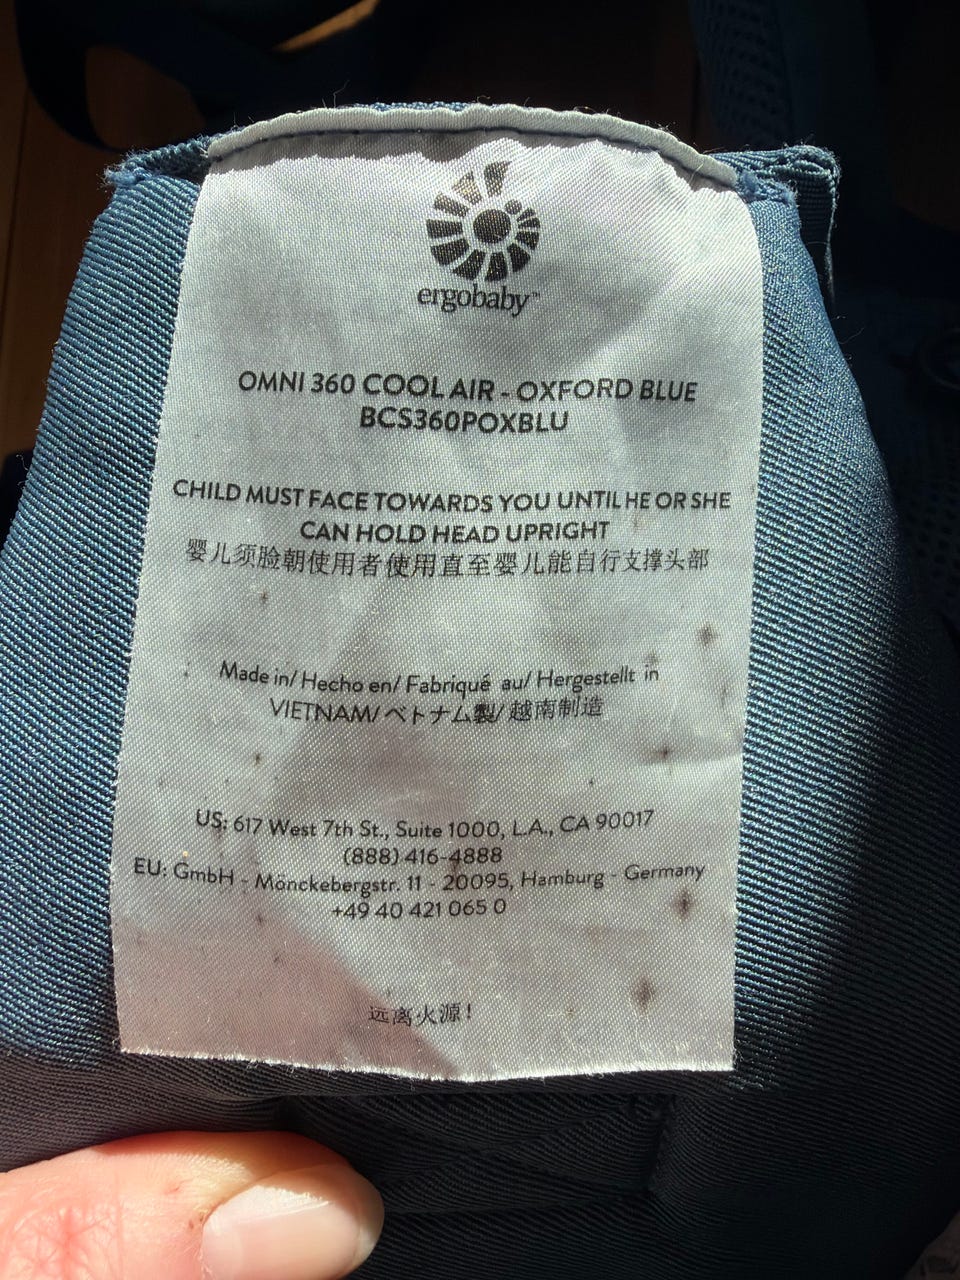 ergobaby™
OMNI 360 COOL AIR - OXFORD BLUE
BCS360POXBLU
CHILD MUST FACE TOWARDS YOU UNTIL HE OR SHE
CAN HOLD HEAD UPRIGHT
婴儿须脸朝使用者使用直至婴儿能自行支撑头部
Made in/ Hecho en/ Fabriqué au/ Hergestellt in
VIETNAM/ ベトナム製/ 越南制造
US: 617 West 7th St., Suite 1000, L.A., CA 90017
(888) 416-4888
EU: GmbH - Mönckebergstr. 11 - 20095, Hamburg - Germany
+49 40 421 065 0
远离火源!